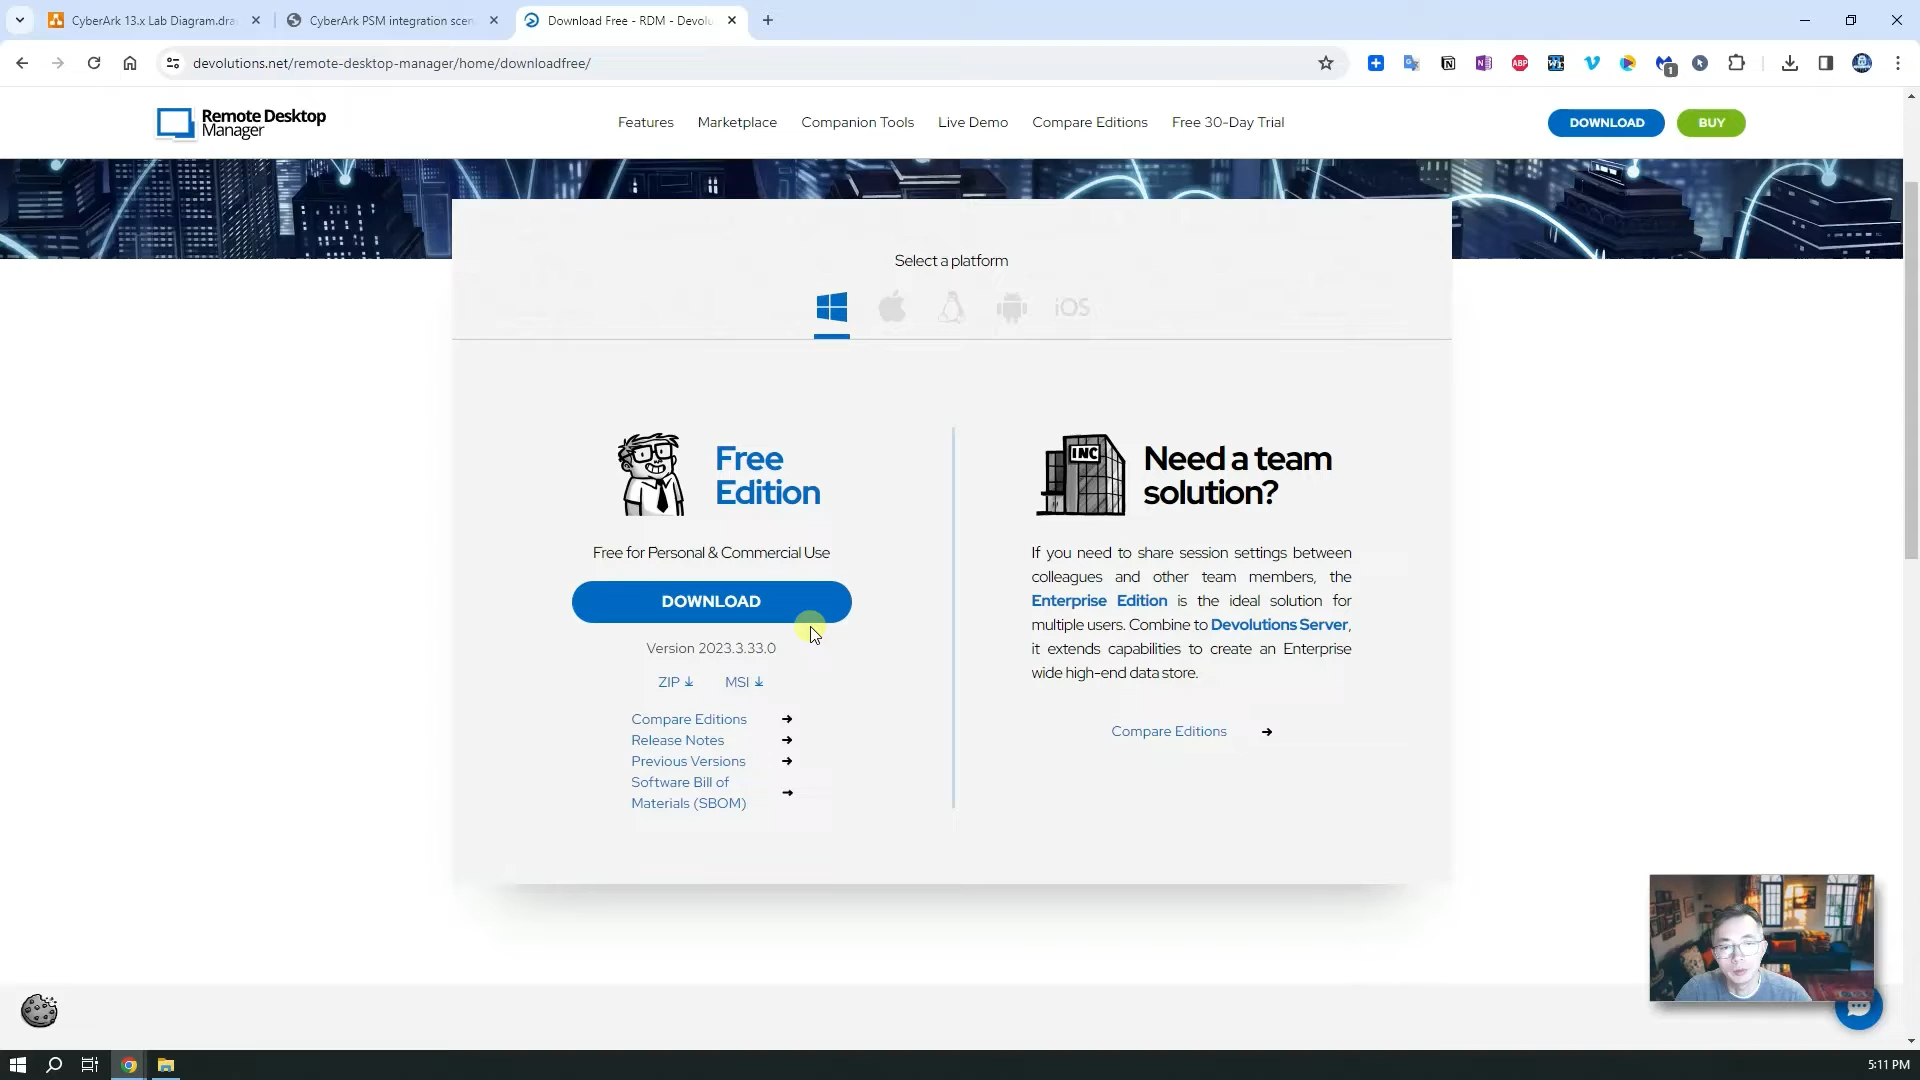 CyberArk 13.x Lab Diagram.dra
CyberArk PSM integration scen
Download Free - RDM - Devolu
devolutions.net/remote-desktop-manager/home/downloadfree/
ABP
1
Remote Desktop
Manager
Features
Marketplace
Companion Tools
Live Demo
Compare Editions
Free 30-Day Trial
DOWNLOAD
BUY
Select a platform
iOS
Free
Edition
Free for Personal & Commercial Use
DOWNLOAD
Version 2023.3.33.0
ZIP
MSI
Compare Editions
Release Notes
Previous Versions
Software Bill of
Materials (SBOM)
INC
Need a team
solution?
If you need to share session settings between
colleagues and other team members, the
Enterprise Edition is the ideal solution for
multiple users. Combine to Devolutions Server,
it extends capabilities to create an Enterprise
wide high-end data store.
Compare Editions
5:11 PM